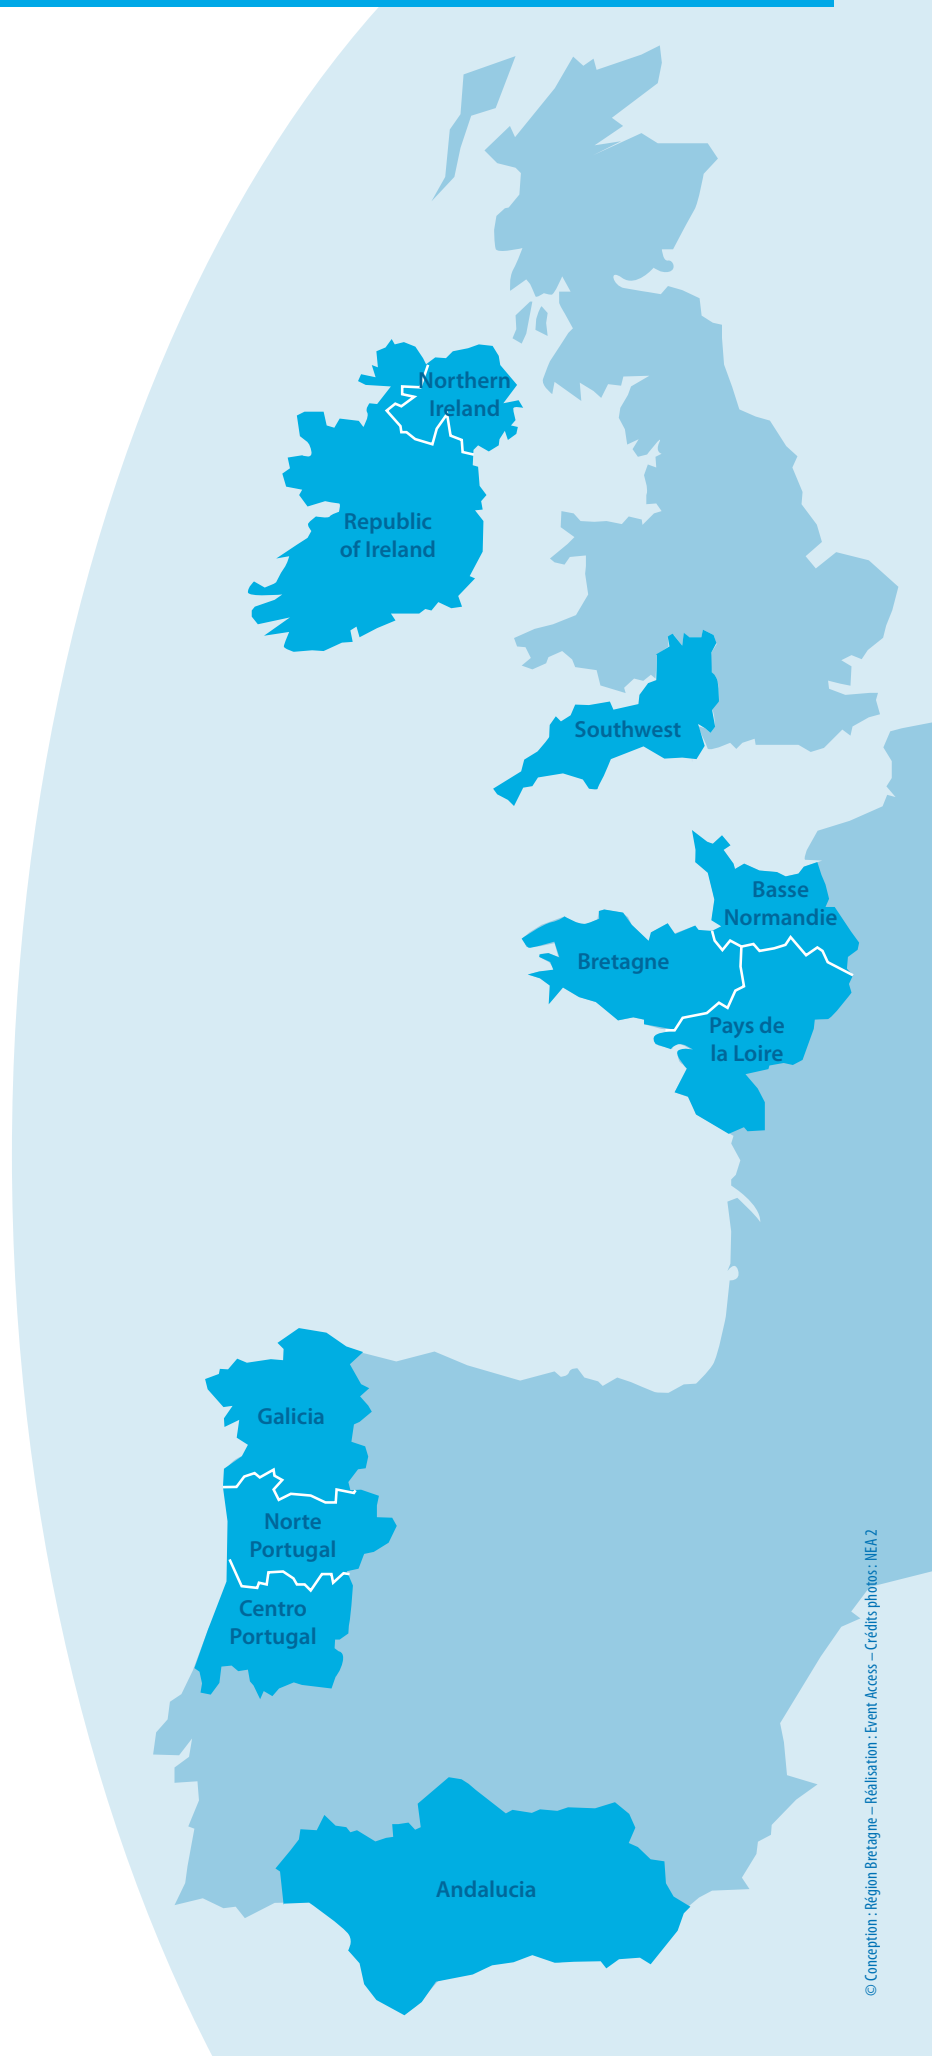 Northern
Ireland
Republic
of Ireland
Southwest
Basse
Normandie
Bretagne
Pays de
la Loire
Galicia
Norte
Portugal
Centro
Portugal
Andalucia
© Conception : Région Bretagne – Réalisation : Event Access – Crédits photos : NEA 2